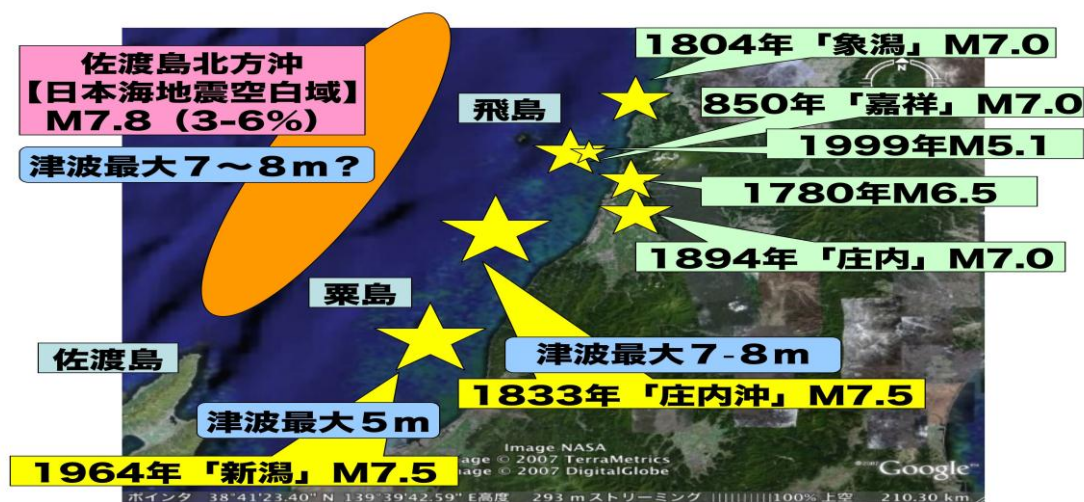 佐渡島北方沖
【日本海地震空白域】
M7.8（3-6%）
津波最大７～８ｍ？
飛島
1804年「象潟」M7.0
850年「嘉祥」M7.0
1999年M5.1
1780年M6.5
1894年「庄内」M7.0
粟島
佐渡島
津波最大７-８ｍ
1833年「庄内沖」M7.5
津波最大５ｍ
1964年「新潟」M7.5
N
Image NASA
age © 2007 TerraMetrics
age © 2007 DigitalGlobe
Google
ポインタ 38°41'23.40" N 139°39'42.59" E高度 293 m ストリーミング ||||||||||100% 上空 210.30 km